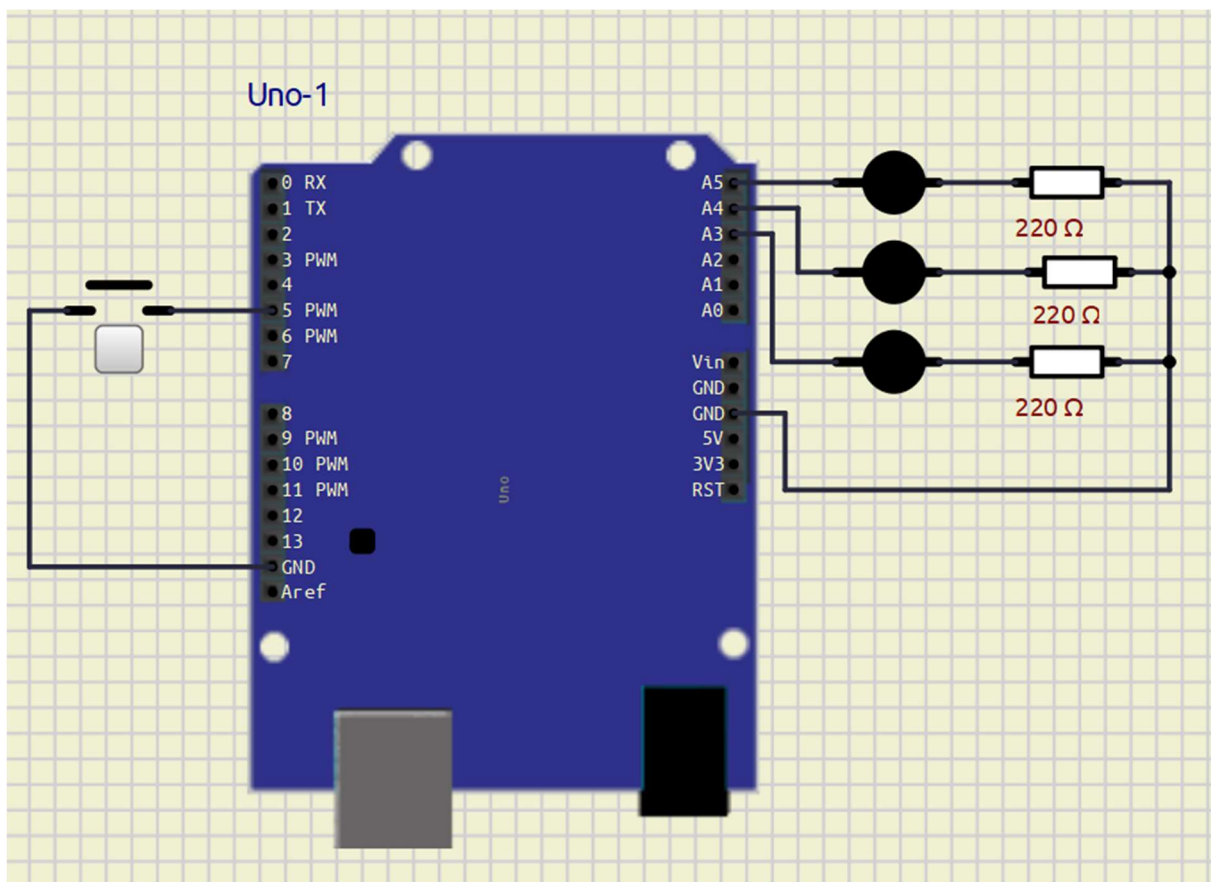 Uno-1
0 RX
1 TX
2
3 PWM
4
5 PWM
6 PWM
7
8
9 PWM
10 PWM
11 PWM
12
13
GND
Aref
Uno
A5
A4
A3
A2
A1
A0
Vin
GND
GND
5V
3V3
RST
220 Ω
220 Ω
220 Ω